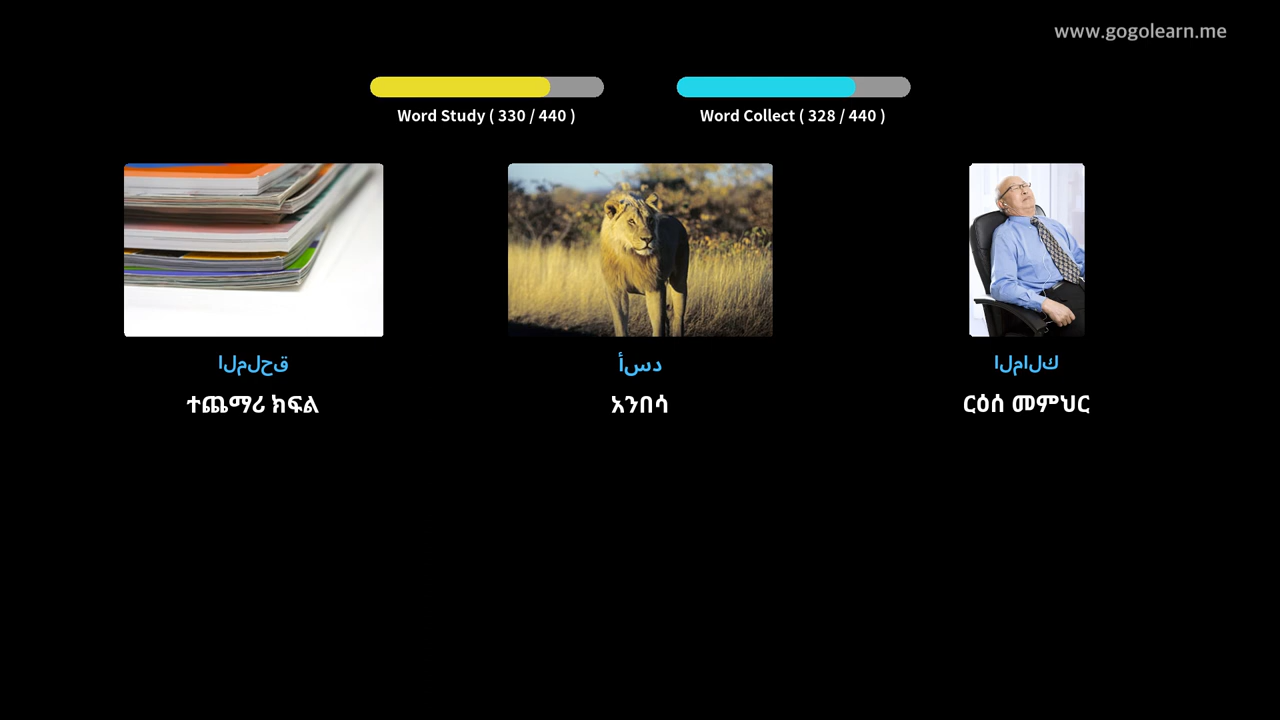 www.gogolearn.me
Word Study ( 330 / 440 )
Word Collect ( 328 / 440 )
الملحق
ተጨማሪ ክፍል
أسد
አንበሳ
المالك
ርዕሰ መምህር